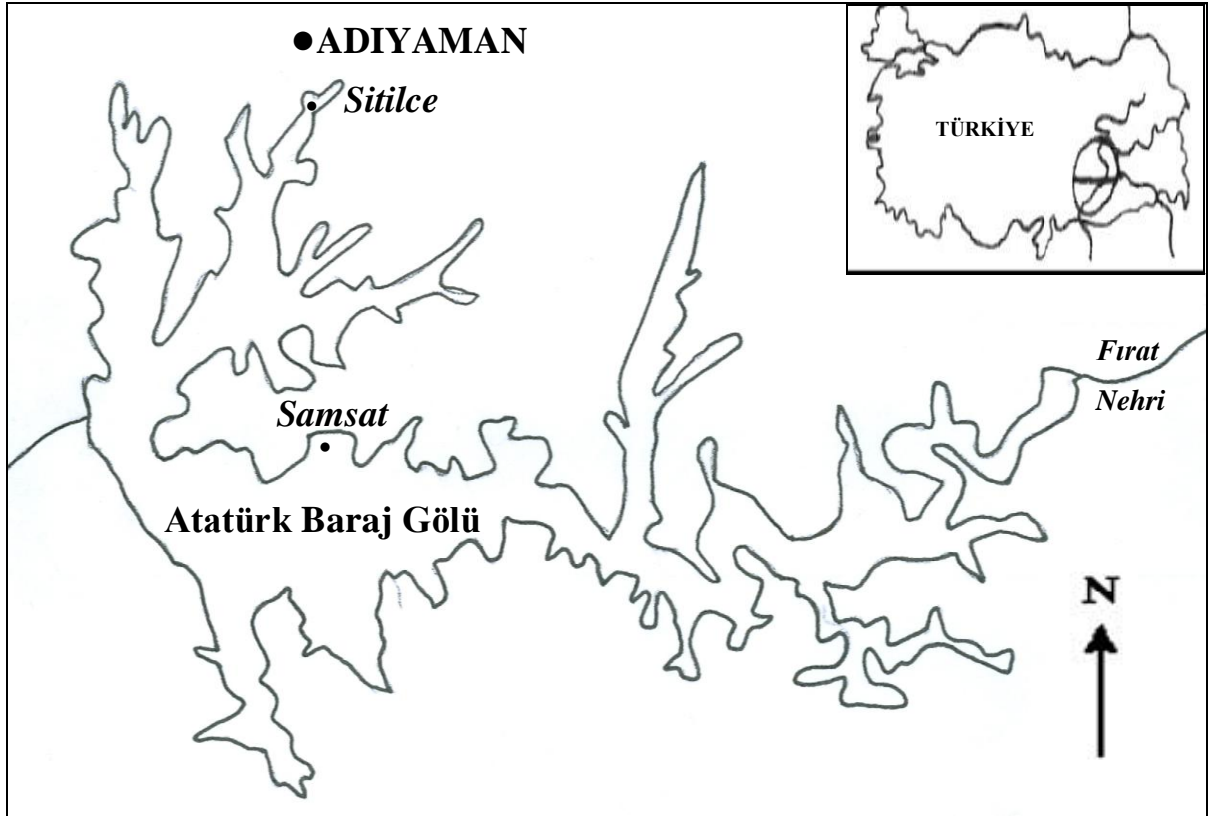 ADIYAMAN
Sitilce
TÜRKİYE
Fırat
Nehri
Samsat
Atatürk Baraj Gölü
N